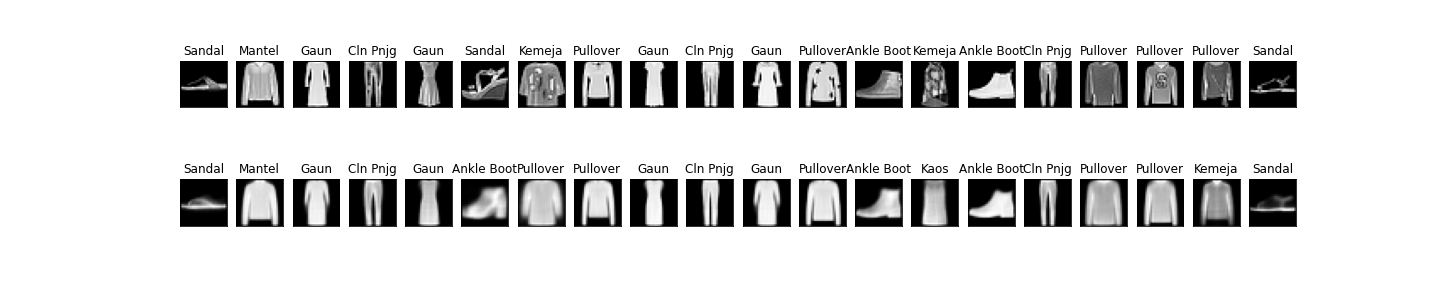 Sandal Mantel Gaun Cln Pnjg Gaun Sandal Kemeja Pullover Gaun Cln Pnjg Gaun Pullover Ankle Boot Kemeja Ankle Boot Cln Pnjg Pullover Pullover Pullover Sandal
Sandal Mantel Gaun Cln Pnjg Gaun Ankle Boot Pullover Pullover Gaun Cln Pnjg Gaun Pullover Ankle Boot Kaos Ankle Boot Cln Pnjg Pullover Pullover Kemeja Sandal